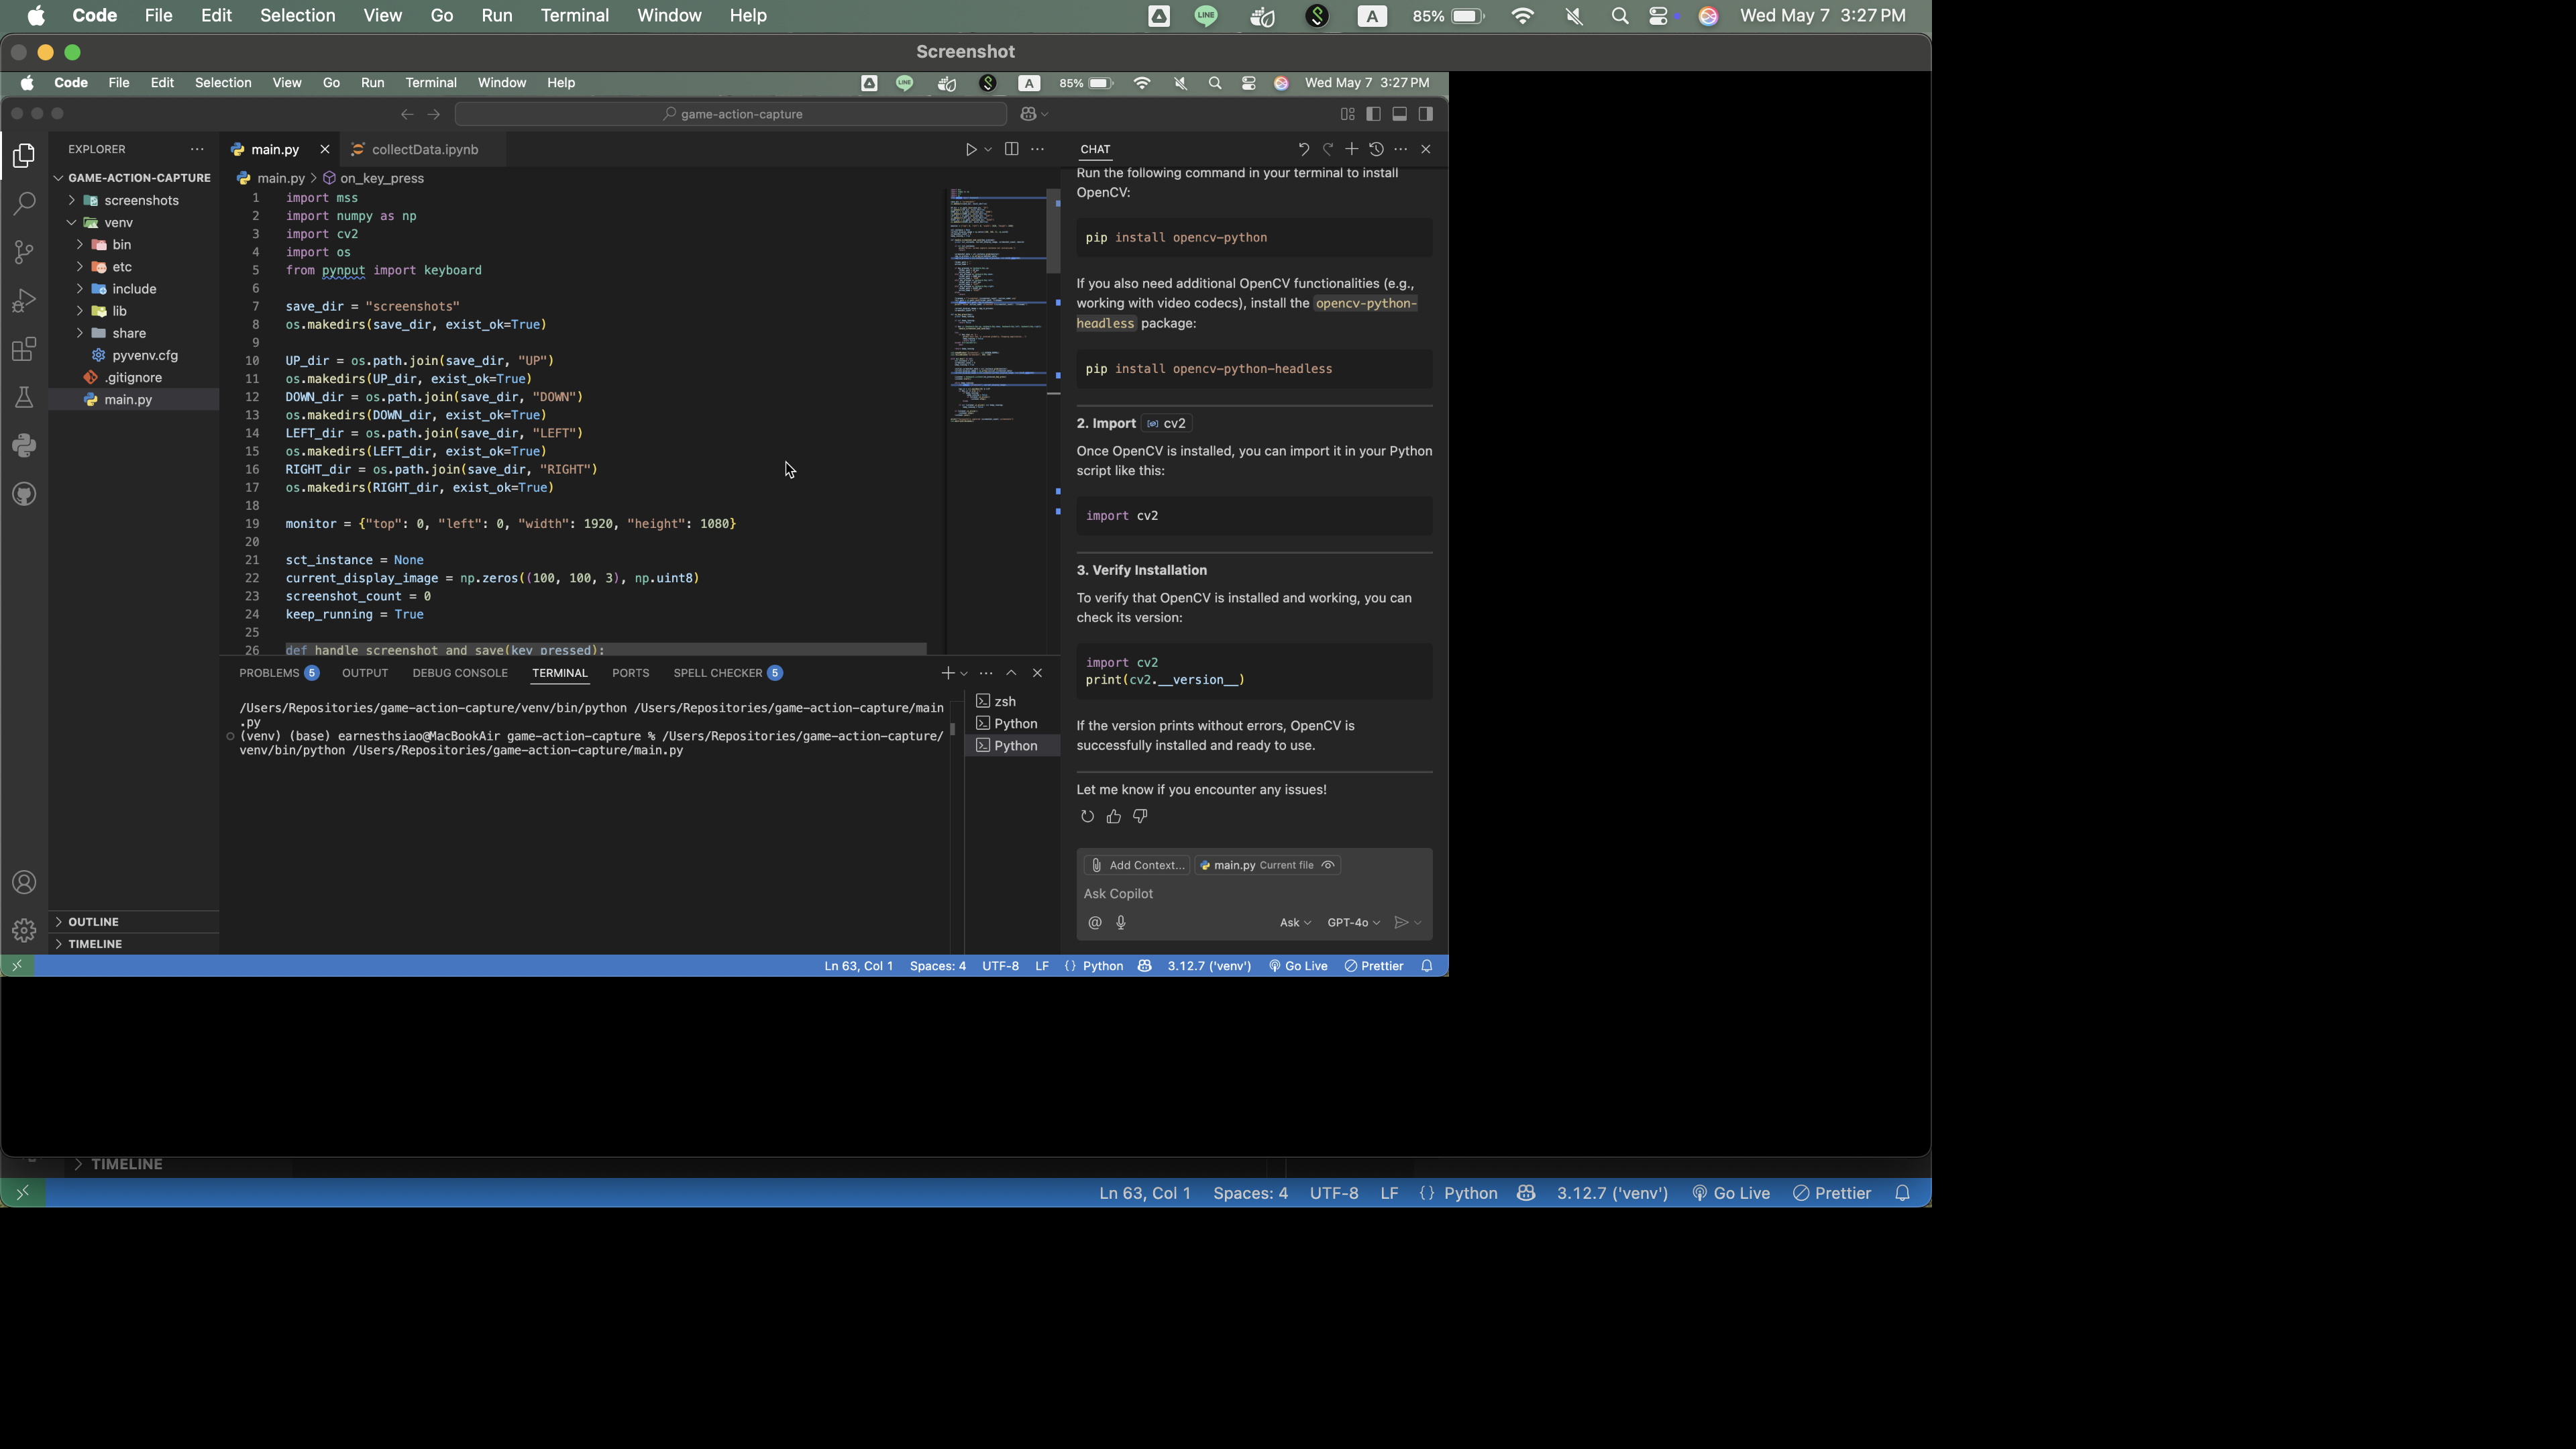 Code File Edit Selection View Go Run Terminal Window Help LINE A 85% Wed May 7 3:27 PM
Screenshot
Code File Edit Selection View Go Run Terminal Window Help LINE A 85% Wed May 7 3:27 PM
game-action-capture
EXPLORER
GAME-ACTION-CAPTURE
screenshots
venv
bin
etc
include
lib
share
pyvenv.cfg
.gitignore
main.py
OUTLINE
TIMELINE
main.py collectData.ipynb
main.py > on_key_press
1 import mss
2 import numpy as np
3 import cv2
4 import os
5 from pynput import keyboard
6
7 save_dir = "screenshots"
8 os.makedirs(save_dir, exist_ok=True)
9
10 UP_dir = os.path.join(save_dir, "UP")
11 os.makedirs(UP_dir, exist_ok=True)
12 DOWN_dir = os.path.join(save_dir, "DOWN")
13 os.makedirs(DOWN_dir, exist_ok=True)
14 LEFT_dir = os.path.join(save_dir, "LEFT")
15 os.makedirs(LEFT_dir, exist_ok=True)
16 RIGHT_dir = os.path.join(save_dir, "RIGHT")
17 os.makedirs(RIGHT_dir, exist_ok=True)
18
19 monitor = {"top": 0, "left": 0, "width": 1920, "height": 1080}
20
21 sct_instance = None
22 current_display_image = np.zeros((100, 100, 3), np.uint8)
23 screenshot_count = 0
24 keep_running = True
25
26 def handle_screenshot_and_save(key_pressed):
PROBLEMS 5 OUTPUT DEBUG CONSOLE TERMINAL PORTS SPELL CHECKER 5
/Users/Repositories/game-action-capture/venv/bin/python /Users/Repositories/game-action-capture/main
.py
(venv) (base) earnesthsiao@MacBookAir game-action-capture % /Users/Repositories/game-action-capture/
venv/bin/python /Users/Repositories/game-action-capture/main.py
zsh
Python
Python
CHAT
Run the following command in your terminal to install
OpenCV:
pip install opencv-python
If you also need additional OpenCV functionalities (e.g.,
working with video codecs), install the opencv-python-
headless package:
pip install opencv-python-headless
2. Import cv2
Once OpenCV is installed, you can import it in your Python
script like this:
import cv2
3. Verify Installation
To verify that OpenCV is installed and working, you can
check its version:
import cv2
print(cv2.__version__)
If the version prints without errors, OpenCV is
successfully installed and ready to use.
Let me know if you encounter any issues!
Add Context... main.py Current file
Ask Copilot
Ask GPT-4o
Ln 63, Col 1 Spaces: 4 UTF-8 LF {} Python 3.12.7 ('venv') Go Live Prettier
TIMELINE
Ln 63, Col 1 Spaces: 4 UTF-8 LF {} Python 3.12.7 ('venv') Go Live Prettier